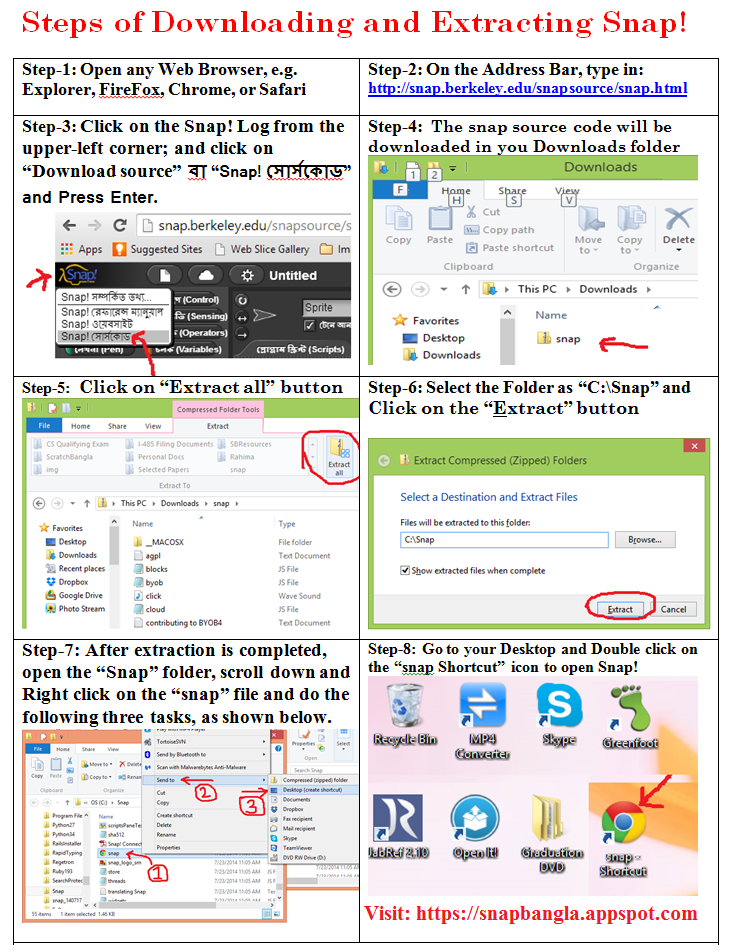 Steps of Downloading and Extracting Snap!
Step-1: Open any Web Browser, e.g.
Explorer, FireFox, Chrome, or Safari
Step-2: On the Address Bar, type in:
http://snap.berkeley.edu/snapsource/snap.html
Step-3: Click on the Snap! Log from the
upper-left corner; and click on
“Download source” বা “Snap! সোর্সকোড”
and Press Enter.
snap.berkeley.edu/snapsource/s
Apps Suggested Sites Web Slice Gallery Im
Snap! Untitled
Snap! সম্পর্কিত তথ্য...
Snap! রেফারেন্স ম্যানুয়াল
Snap! ওয়েবসাইট
Snap! সোর্সকোড
(Control)
(Sensing)
(Operators)
(Pen) (Variables)
Sprite
(Scripts)
Step-4: The snap source code will be
downloaded in you Downloads folder
1 2 Downloads
F Home Share View
H S V
Copy Paste Cut
Copy path
Paste shortcut
Move to Copy to Delete
Clipboard Organize
This PC Downloads
Favorites
Desktop
Downloads
Name
snap
Step-5: Click on “Extract all” button
Compressed Folder Tools
File Home Share View Extract
CS Qualifying Exam I-485 Filing Documents SBResources
ScratchBangla Personal Docs Rahima
img Selected Papers snap
Extract all
Extract To
This PC Downloads snap
Favorites
Desktop
Downloads
Recent places
Dropbox
Google Drive
Photo Stream
Name Type
__MACOSX File folder
agpl Text Document
blocks JS File
byob JS File
click Wave Sound
cloud JS File
contributing to BYOB4 Text Document
Step-6: Select the Folder as “C:\Snap” and
Click on the “Extract” button
Extract Compressed (Zipped) Folders
Select a Destination and Extract Files
Files will be extracted to this folder:
C:\Snap Browse...
Show extracted files when complete
Extract Cancel
Step-7: After extraction is completed,
open the “Snap” folder, scroll down and
Right click on the “snap” file and do the
following three tasks, as shown below.
File Home Share
Copy Paste
Move to Delete
Copy to Rename
Clipboard
OS (C:) Snap
Program Files
Python27
Python34
RailsInstaller
RapidTyping
Regetron
Ruby193
SearchProtect
Snap
snap_140717
scriptsPaneTe
sha512
Snap! Connect
snap
snap_logo_sm
store
threads
translating Snap
widgets
TortoiseSVN
Send by Bluetooth to
Scan with Malwarebytes Anti-Malware
Send to
Cut
Copy
Create shortcut
Delete
Rename
Properties
Compressed (zipped) folder
Desktop (create shortcut)
Documents
Dropbox
Fax recipient
Mail recipient
Skype
TeamViewer
DVD RW Drive (D:)
Properties Select
Open
Search Snap
1
2
3
7/23/2014 11:05 AM
7/23/2014 11:05 AM
55 items 1 item selected 1.46 KB
Step-8: Go to your Desktop and Double click on
the “snap Shortcut” icon to open Snap!
Recycle Bin
MP4 Converter
Skype
Greenfoot
JabRef 2.10
Open It!
Graduation DVD
snap - Shortcut
Visit: https://snapbangla.appspot.com